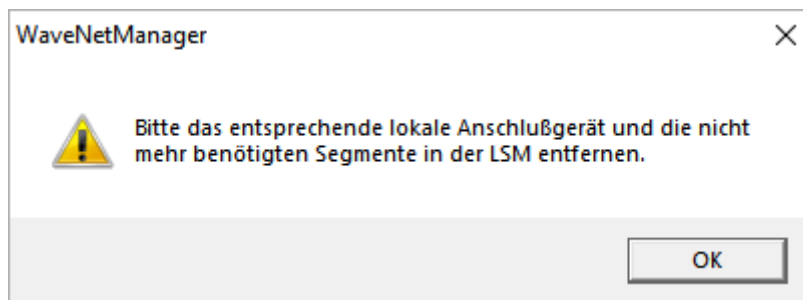 WaveNetManager
Bitte das entsprechende lokale Anschlußgerät und die nicht
mehr benötigten Segmente in der LSM entfernen.
OK